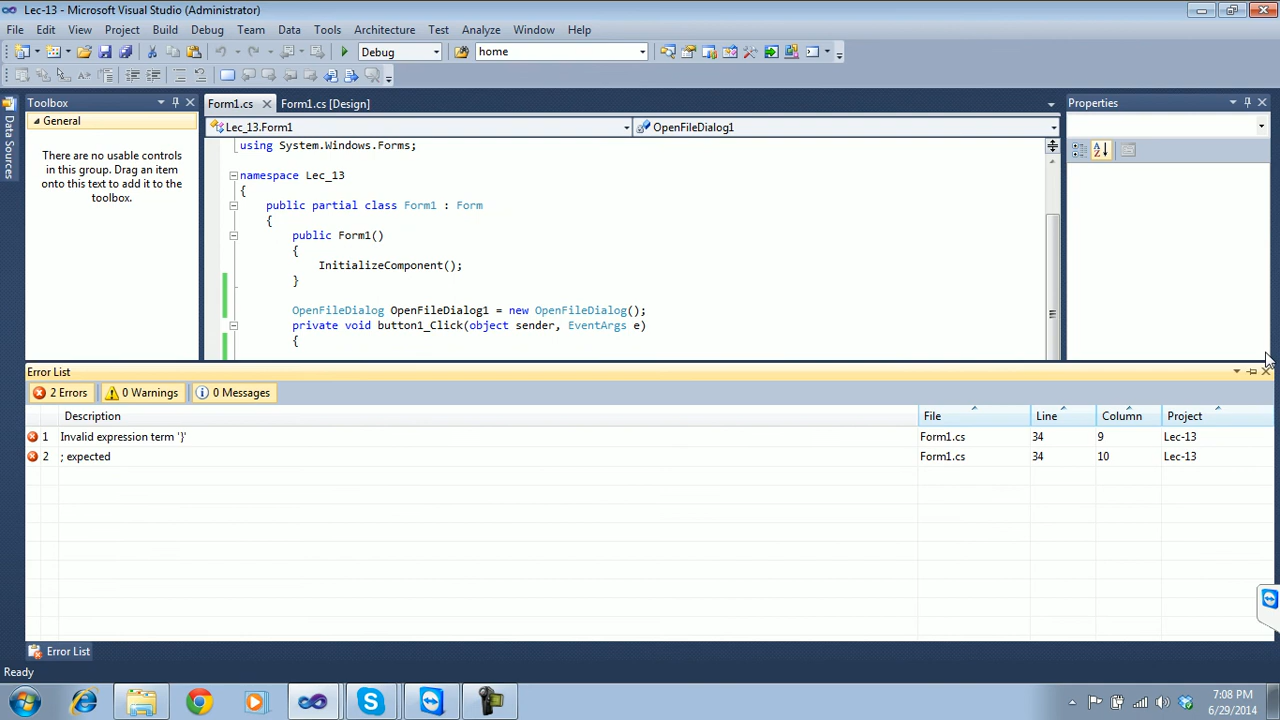 Lec-13 - Microsoft Visual Studio (Administrator)
File Edit View Project Build Debug Team Data Tools Architecture Test Analyze Window Help
Debug home
Data Sources
Toolbox
General
There are no usable controls
in this group. Drag an item
onto this text to add it to the
toolbox.
Form1.cs Form1.cs [Design]
Lec_13.Form1 OpenFileDialog1
using System.Windows.Forms;
namespace Lec_13
{
public partial class Form1 : Form
{
public Form1()
{
InitializeComponent();
}
OpenFileDialog OpenFileDialog1 = new OpenFileDialog();
private void button1_Click(object sender, EventArgs e)
{
Properties
Error List
2 Errors 0 Warnings 0 Messages
Description File Line Column Project
1 Invalid expression term '}' Form1.cs 34 9 Lec-13
2 ; expected Form1.cs 34 10 Lec-13
Error List
Ready
7:08 PM
6/29/2014